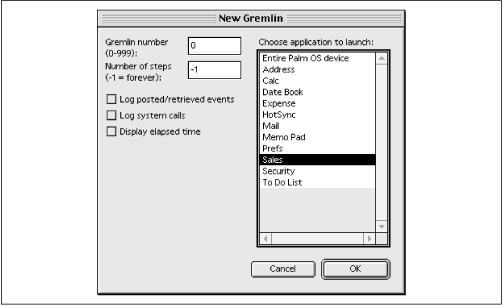 New Gremlin
Gremlin number
(0-999):
0
Number of steps
(-1 = forever):
-1
Log posted/retrieved events
Log system calls
Display elapsed time
Choose application to launch:
Entire Palm OS device
Address
Calc
Date Book
Expense
HotSync
Mail
Memo Pad
Prefs
Sales
Security
To Do List
Cancel
OK